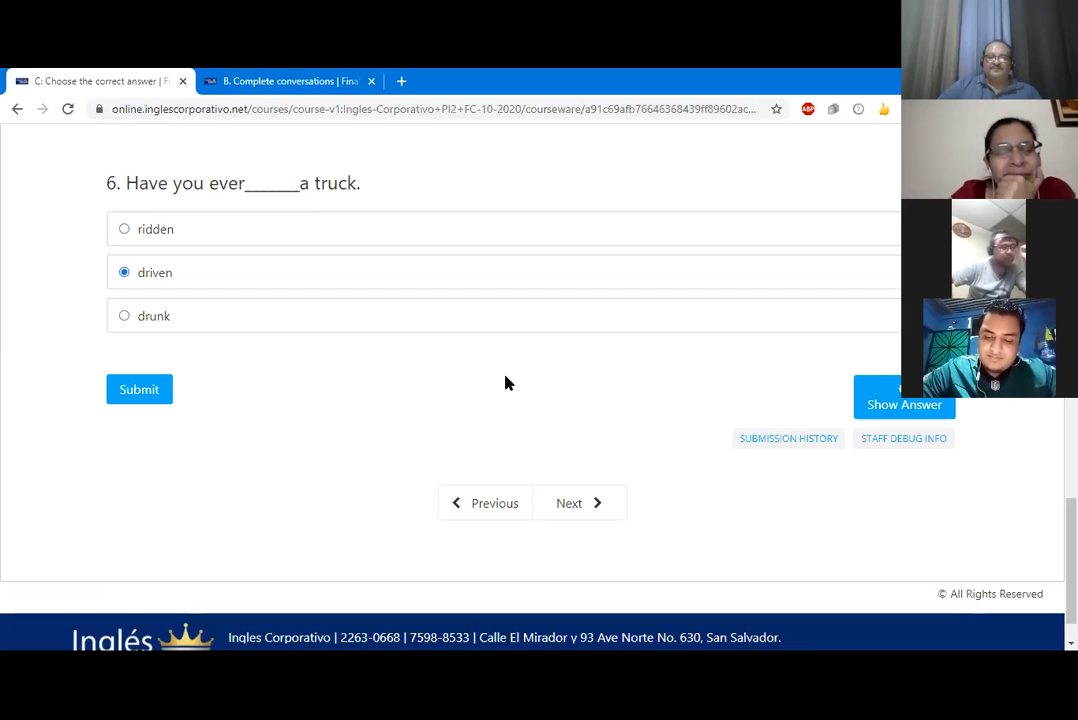 C: Choose the correct answer | F
B. Complete conversations | Fina
online.inglescorporativo.net/courses/course-v1:Ingles-Corporativo+PI2+FC-10-2020/courseware/a91c69afb76646368439ff89602ac...
ABP
6. Have you ever______a truck.
ridden
driven
drunk
Submit
Show Answer
SUBMISSION HISTORY
STAFF DEBUG INFO
Previous
Next
© All Rights Reserved
Inglés
Ingles Corporativo | 2263-0668 | 7598-8533 | Calle El Mirador y 93 Ave Norte No. 630, San Salvador.